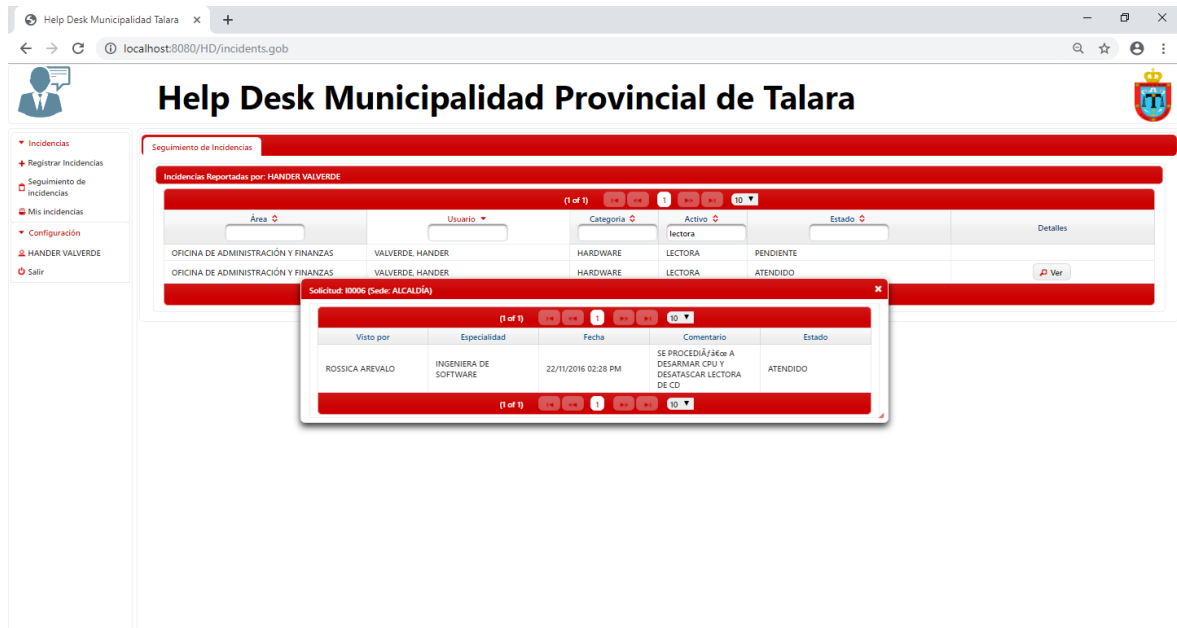 Help Desk Municipalidad Talara
localhost:8080/HD/incidents.gob
Help Desk Municipalidad Provincial de Talara
Incidencias
Registrar Incidencias
Seguimiento de
incidencias
Mis incidencias
Configuración
HANDER VALVERDE
Salir
Seguimiento de Incidencias
Incidencias Reportadas por: HANDER VALVERDE
(1 of 1) 1 10
Área Usuario Categoria Activo Estado Detalles
lectora
OFICINA DE ADMINISTRACIÓN Y FINANZAS VALVERDE, HANDER HARDWARE LECTORA PENDIENTE
OFICINA DE ADMINISTRACIÓN Y FINANZAS VALVERDE, HANDER HARDWARE LECTORA ATENDIDO Ver
Solicitud: I0006 (Sede: ALCALDÍA)
(1 of 1) 1 10
Visto por Especialidad Fecha Comentario Estado
ROSSICA AREVALO INGENIERA DE SOFTWARE 22/11/2016 02:28 PM SE PROCEDIÃƒâ€œ A DESARMAR CPU Y DESATASCAR LECTORA DE CD ATENDIDO
(1 of 1) 1 10